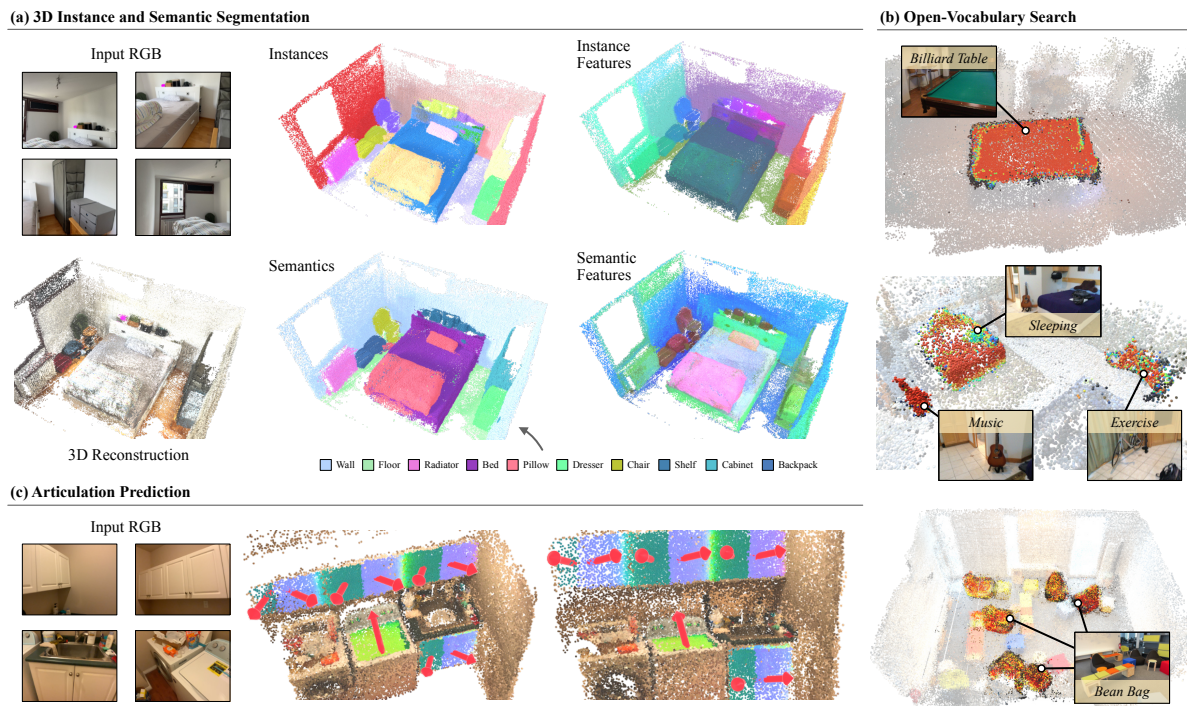 (a) 3D Instance and Semantic Segmentation
Input RGB
Instances
Instance
Features
3D Reconstruction
Semantics
Semantic
Features
Wall Floor Radiator Bed Pillow Dresser Chair Shelf Cabinet Backpack
(b) Open-Vocabulary Search
Billiard Table
Sleeping
Music
Exercise
Bean Bag
(c) Articulation Prediction
Input RGB